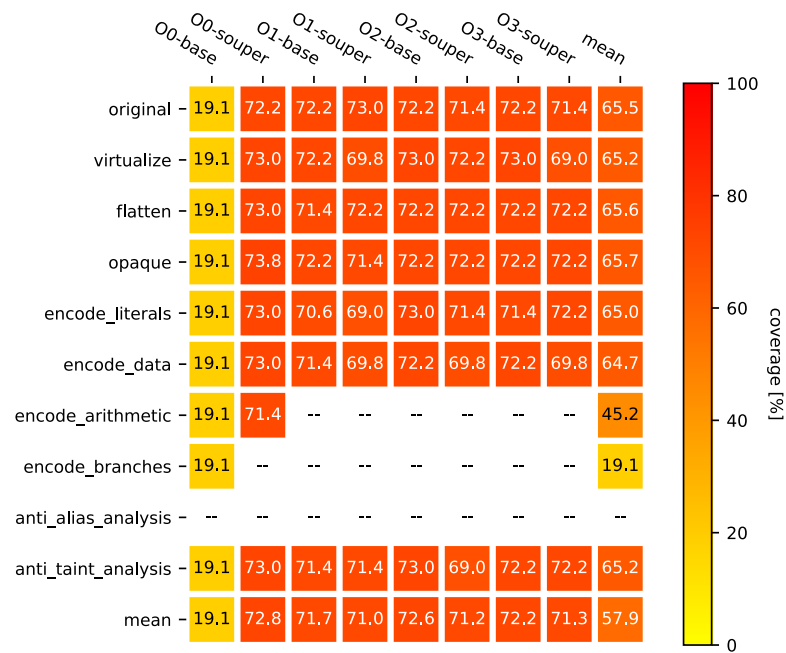 O0-base O0-souper O1-base O1-souper O2-base O2-souper O3-base O3-souper mean
original 19.1 72.2 72.2 73.0 72.2 71.4 72.2 71.4 65.5
virtualize 19.1 73.0 72.2 69.8 73.0 72.2 73.0 69.0 65.2
flatten 19.1 73.0 71.4 72.2 72.2 72.2 72.2 72.2 65.6
opaque 19.1 73.8 72.2 71.4 72.2 72.2 72.2 72.2 65.7
encode_literals 19.1 73.0 70.6 69.0 73.0 71.4 71.4 72.2 65.0
encode_data 19.1 73.0 71.4 69.8 72.2 69.8 72.2 69.8 64.7
encode_arithmetic 19.1 71.4 -- -- -- -- -- -- 45.2
encode_branches 19.1 -- -- -- -- -- -- -- 19.1
anti_alias_analysis -- -- -- -- -- -- -- -- --
anti_taint_analysis 19.1 73.0 71.4 71.4 73.0 69.0 72.2 72.2 65.2
mean 19.1 72.8 71.7 71.0 72.6 71.2 72.2 71.3 57.9
100
80
60
40
20
0
coverage [%]